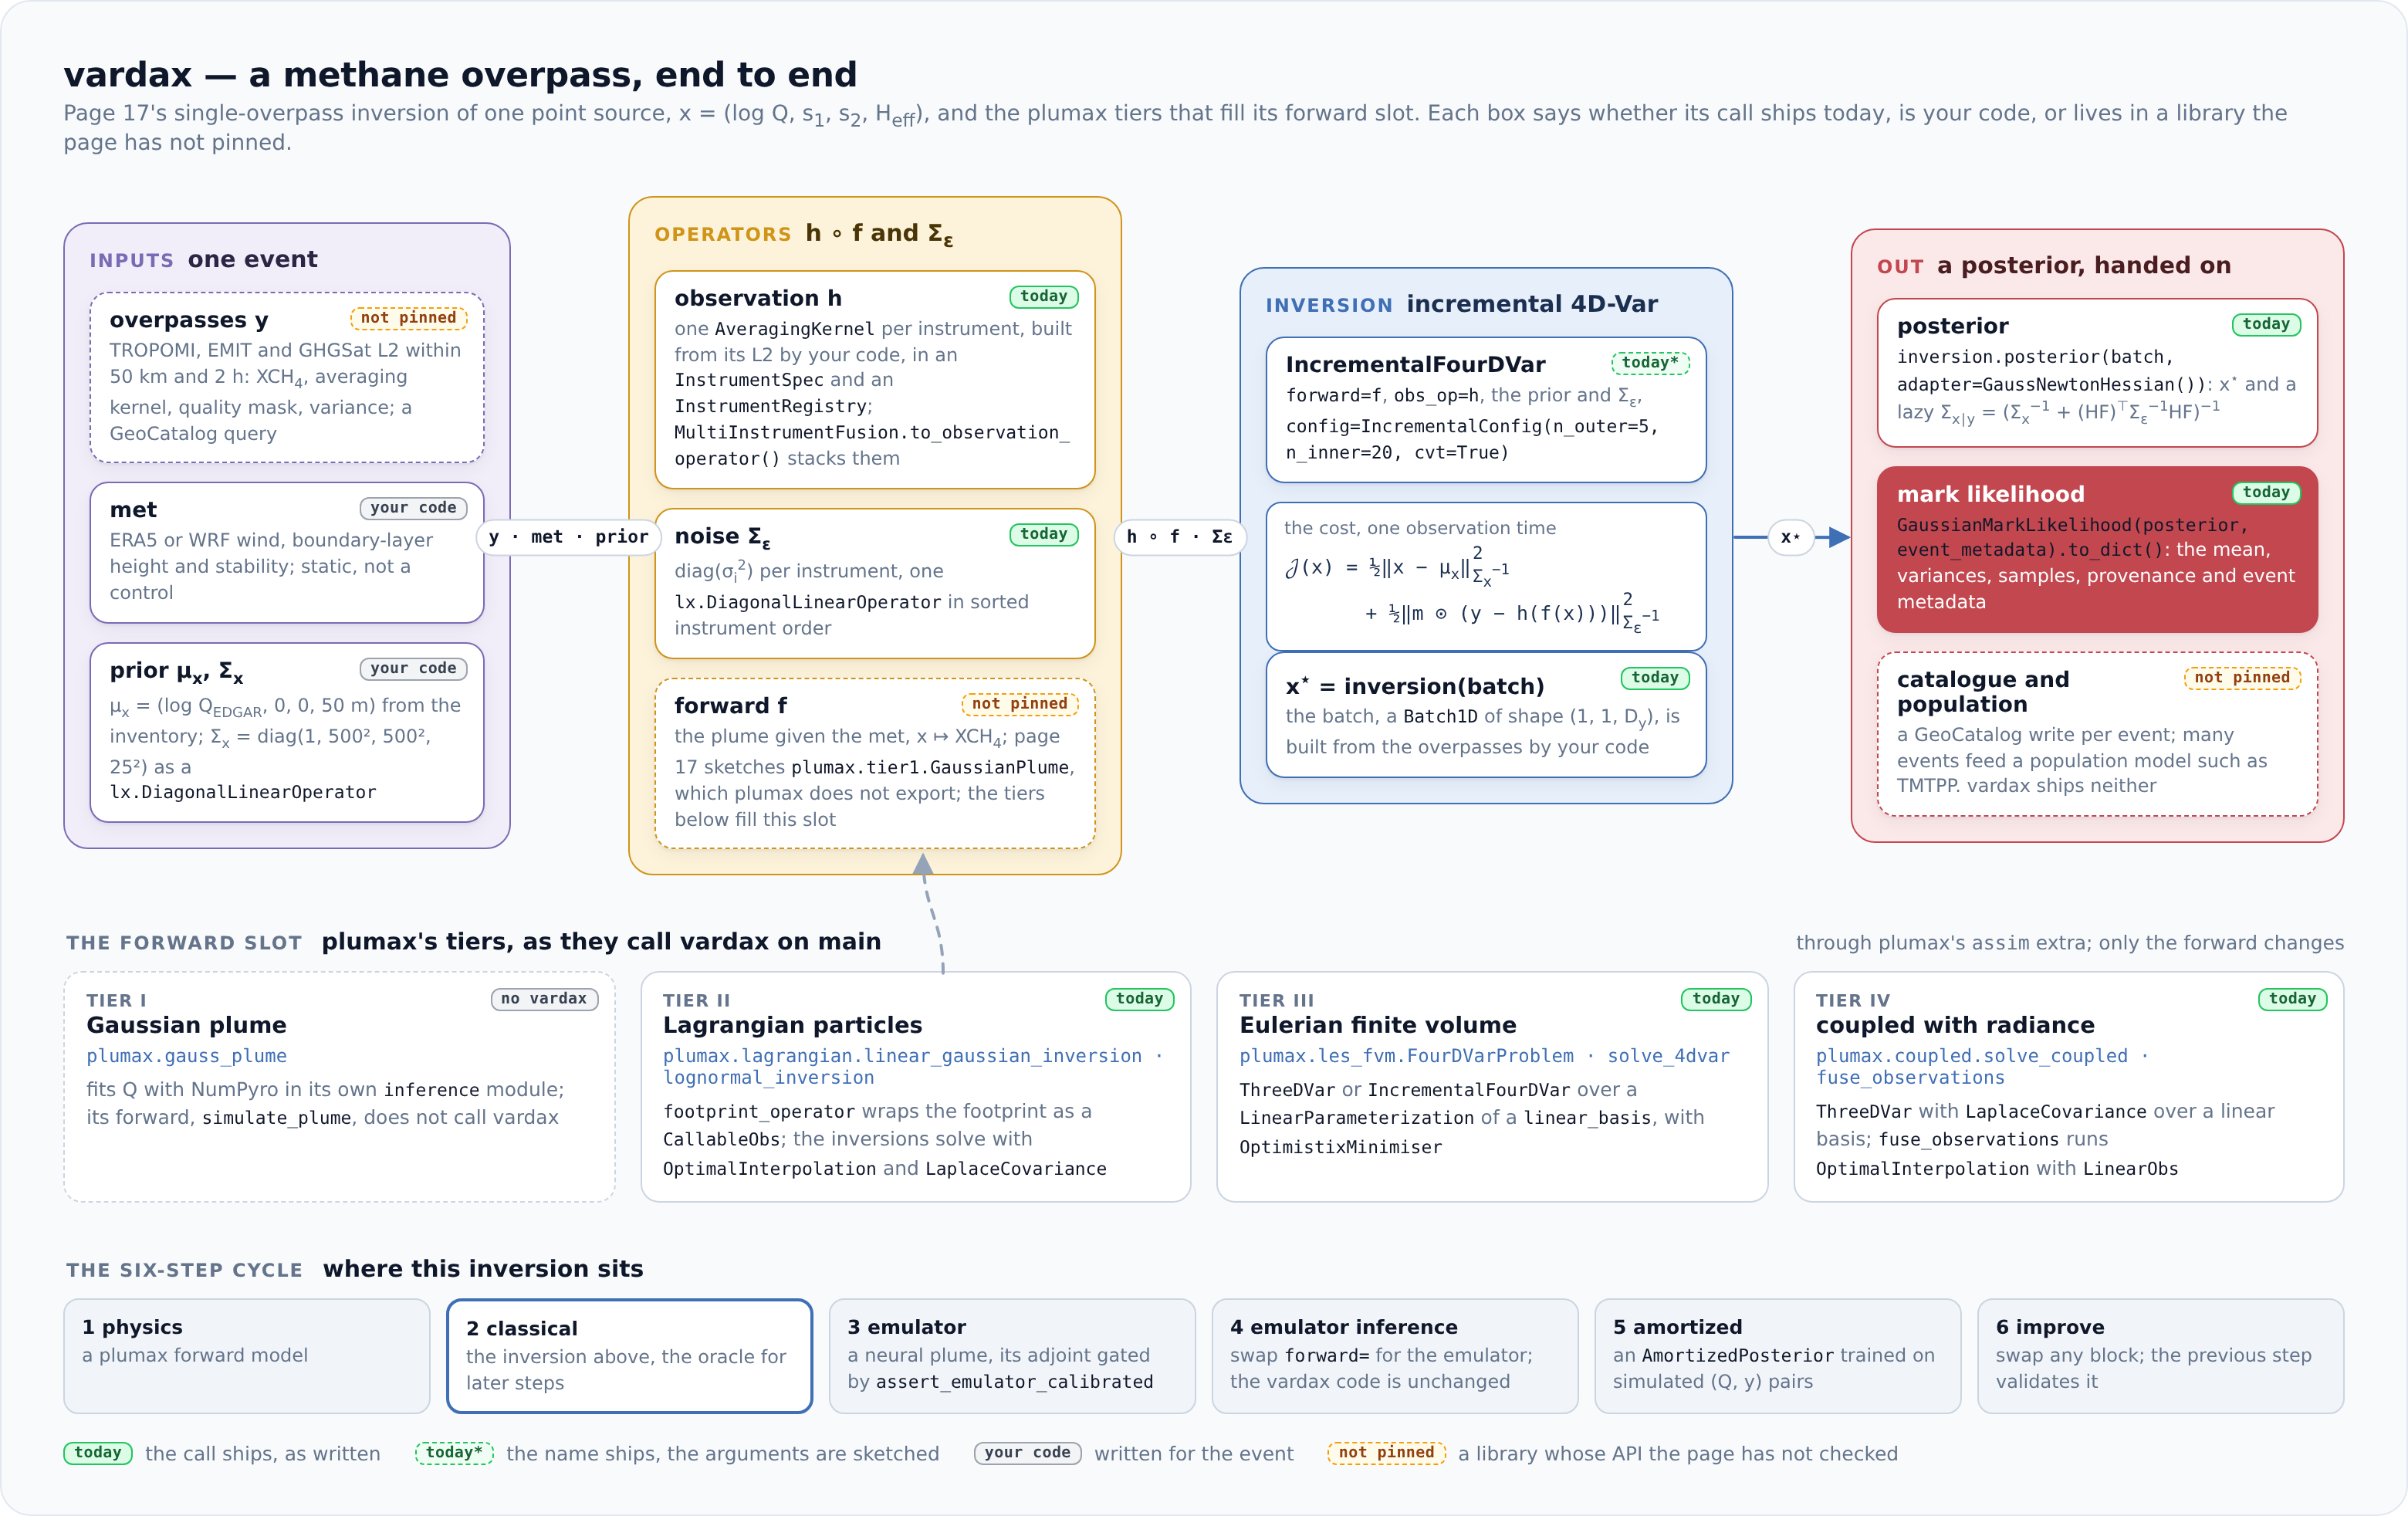 vardax — a methane overpass, end to end
Page 17's single-overpass inversion of one point source, x = (log Q, s1, s2, Heff), and the plumax tiers that fill its forward slot. Each box says whether its call ships today, is your code, or lives in a library the
page has not pinned.
INPUTS one event
overpasses y not pinned
TROPOMI, EMIT and GHGSat L2 within
50 km and 2 h: XCH4, averaging
kernel, quality mask, variance; a
GeoCatalog query
met your code
ERA5 or WRF wind, boundary-layer
height and stability; static, not a
control
prior μx, Σx your code
μx = (log QEDGAR, 0, 0, 50 m) from the
inventory; Σx = diag(1, 500², 500²,
25²) as a
lx.DiagonalLinearOperator
y · met · prior
OPERATORS h ∘ f and Σε
observation h today
one AveragingKernel per instrument, built
from its L2 by your code, in an
InstrumentSpec and an
InstrumentRegistry;
MultiInstrumentFusion.to_observation_
operator() stacks them
noise Σε today
diag(σi²) per instrument, one
lx.DiagonalLinearOperator in sorted
instrument order
forward f not pinned
the plume given the met, x ↦ XCH4; page
17 sketches plumax.tier1.GaussianPlume,
which plumax does not export; the tiers
below fill this slot
h ∘ f · Σε
INVERSION incremental 4D-Var
IncrementalFourDVar today*
forward=f, obs_op=h, the prior and Σε,
config=IncrementalConfig(n_outer=5,
n_inner=20, cvt=True)
the cost, one observation time
𝒥(x) = ½‖x − μx‖²Σx⁻¹
+ ½‖m ⊙ (y − h(f(x)))‖²Σε⁻¹
x⋆ = inversion(batch) today
the batch, a Batch1D of shape (1, 1, Dy), is
built from the overpasses by your code
x⋆
OUT a posterior, handed on
posterior today
inversion.posterior(batch,
adapter=GaussNewtonHessian()): x⋆ and a
lazy Σx|y = (Σx⁻¹ + (HF)⊤Σε⁻¹HF)⁻¹
mark likelihood today
GaussianMarkLikelihood(posterior,
event_metadata).to_dict(): the mean,
variances, samples, provenance and event
metadata
catalogue and
population not pinned
a GeoCatalog write per event; many
events feed a population model such as
TMTPP. vardax ships neither
THE FORWARD SLOT plumax's tiers, as they call vardax on main
through plumax's assim extra; only the forward changes
TIER I no vardax
Gaussian plume
plumax.gauss_plume
fits Q with NumPyro in its own inference module;
its forward, simulate_plume, does not call vardax
TIER II today
Lagrangian particles
plumax.lagrangian.linear_gaussian_inversion ·
lognormal_inversion
footprint_operator wraps the footprint as a
CallableObs; the inversions solve with
OptimalInterpolation and LaplaceCovariance
TIER III today
Eulerian finite volume
plumax.les_fvm.FourDVarProblem · solve_4dvar
ThreeDVar or IncrementalFourDVar over a
LinearParameterization of a linear_basis, with
OptimistixMinimiser
TIER IV today
coupled with radiance
plumax.coupled.solve_coupled ·
fuse_observations
ThreeDVar with LaplaceCovariance over a linear
basis; fuse_observations runs
OptimalInterpolation with LinearObs
THE SIX-STEP CYCLE where this inversion sits
1 physics
a plumax forward model
2 classical
the inversion above, the oracle for
later steps
3 emulator
a neural plume, its adjoint gated
by assert_emulator_calibrated
4 emulator inference
swap forward= for the emulator;
the vardax code is unchanged
5 amortized
an AmortizedPosterior trained on
simulated (Q, y) pairs
6 improve
swap any block; the previous step
validates it
today the call ships, as written
today* the name ships, the arguments are sketched
your code written for the event
not pinned a library whose API the page has not checked